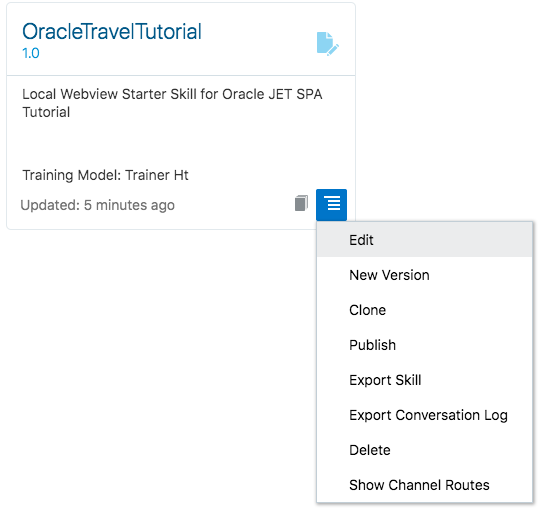 OracleTravelTutorial
1.0
Local Webview Starter Skill for Oracle JET SPA
Tutorial
Training Model: Trainer Ht
Updated: 5 minutes ago
Edit
New Version
Clone
Publish
Export Skill
Export Conversation Log
Delete
Show Channel Routes